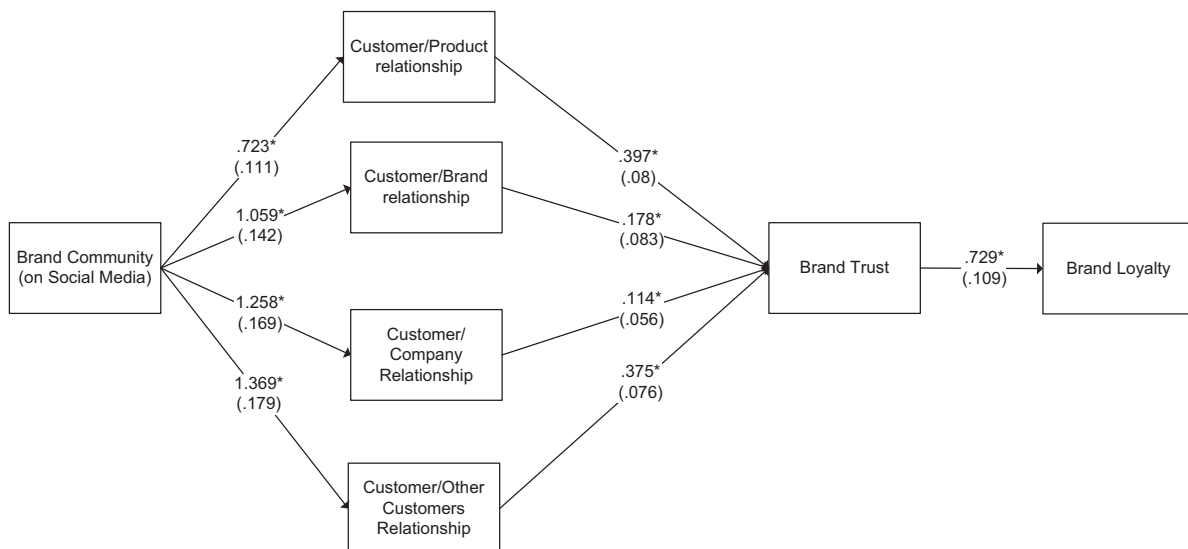 Customer/Product
relationship
.723*
(.111)
.397*
(.08)
Customer/Brand
relationship
1.059*
(.142)
.178*
(.083)
Brand Community
(on Social Media)
Brand Trust
.729*
(.109)
Brand Loyalty
1.258*
(.169)
Customer/
Company
Relationship
.114*
(.056)
1.369*
(.179)
.375*
(.076)
Customer/Other
Customers
Relationship